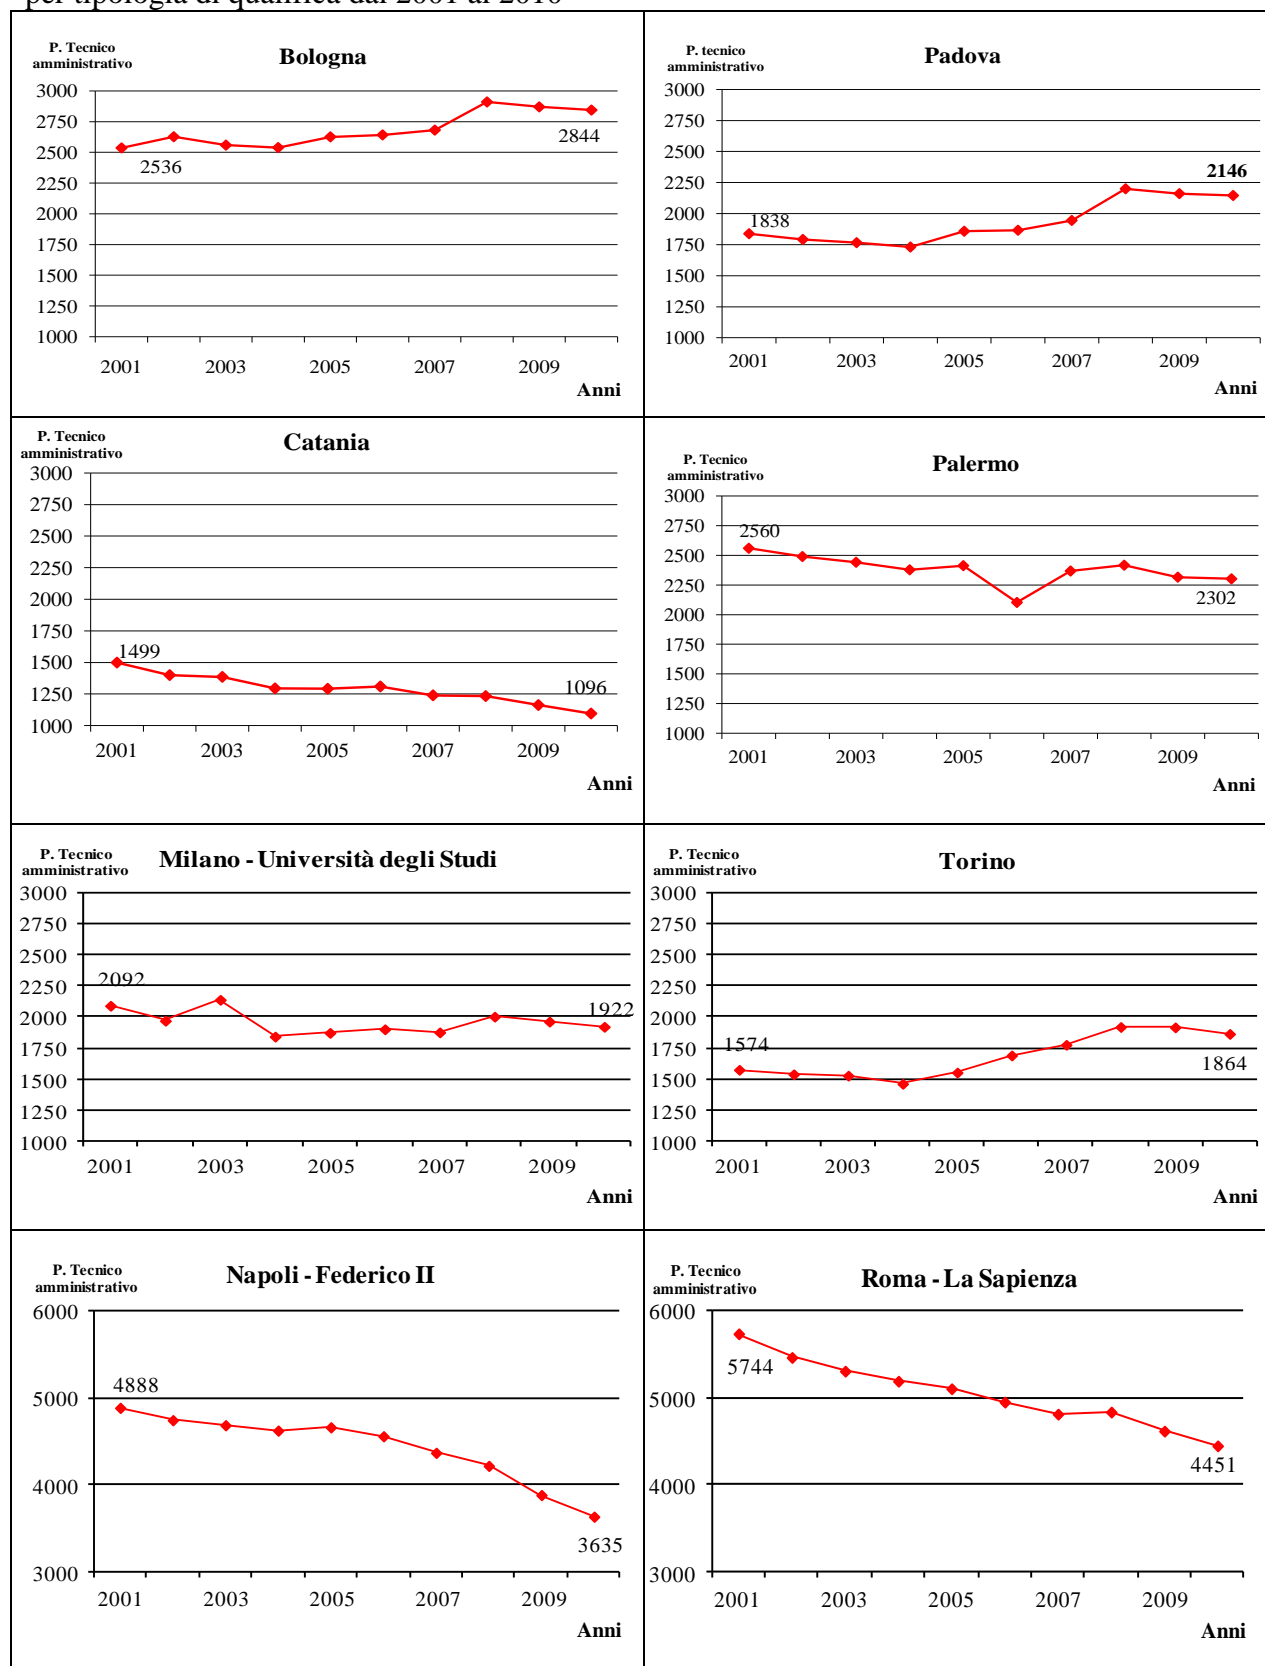 per tipologia di qualifica dal 2001 al 2010
P. Tecnico
amministrativo
Bologna
3000
2750
2500
2250
2000
1750
1500
1250
1000
2536
2844
2001 2003 2005 2007 2009
Anni
P. tecnico
amministrativo
Padova
3000
2750
2500
2250
2000
1750
1500
1250
1000
1838
2146
2001 2003 2005 2007 2009
Anni
P. Tecnico
amministrativo
Catania
3000
2750
2500
2250
2000
1750
1500
1250
1000
1499
1096
2001 2003 2005 2007 2009
Anni
P. Tecnico
amministrativo
Palermo
3000
2750
2500
2250
2000
1750
1500
1250
1000
2560
2302
2001 2003 2005 2007 2009
Anni
P. Tecnico
amministrativo
Milano - Università degli Studi
3000
2750
2500
2250
2000
1750
1500
1250
1000
2092
1922
2001 2003 2005 2007 2009
Anni
P. Tecnico
amministrativo
Torino
3000
2750
2500
2250
2000
1750
1500
1250
1000
1574
1864
2001 2003 2005 2007 2009
Anni
P. Tecnico
amministrativo
Napoli - Federico II
6000
5000
4000
3000
4888
3635
2001 2003 2005 2007 2009
Anni
P. Tecnico
amministrativo
Roma - La Sapienza
6000
5000
4000
3000
5744
4451
2001 2003 2005 2007 2009
Anni